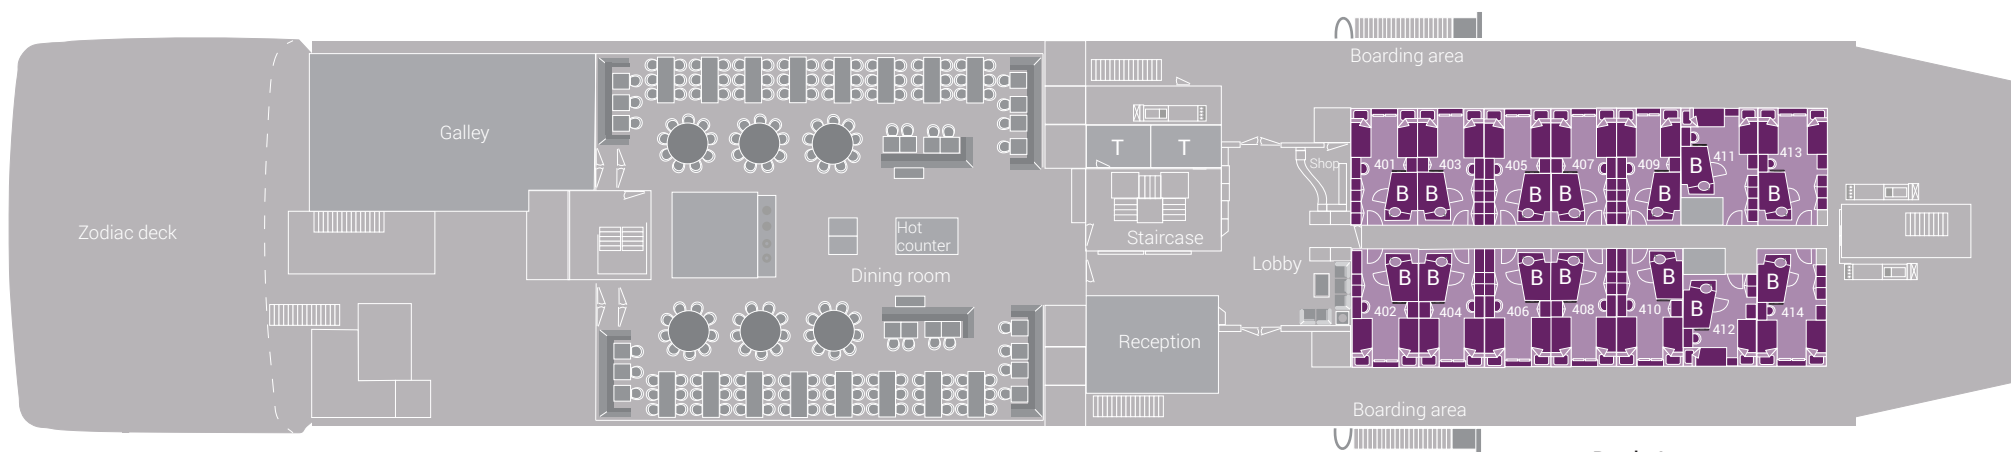 Boarding area
Galley
T T
Shop
401 403 405 407 409 411 413
B B B B B B B
Zodiac deck
Hot
counter
Staircase
Dining room
Lobby
B B B B B B B
402 404 406 408 410 412 414
Reception
Boarding area